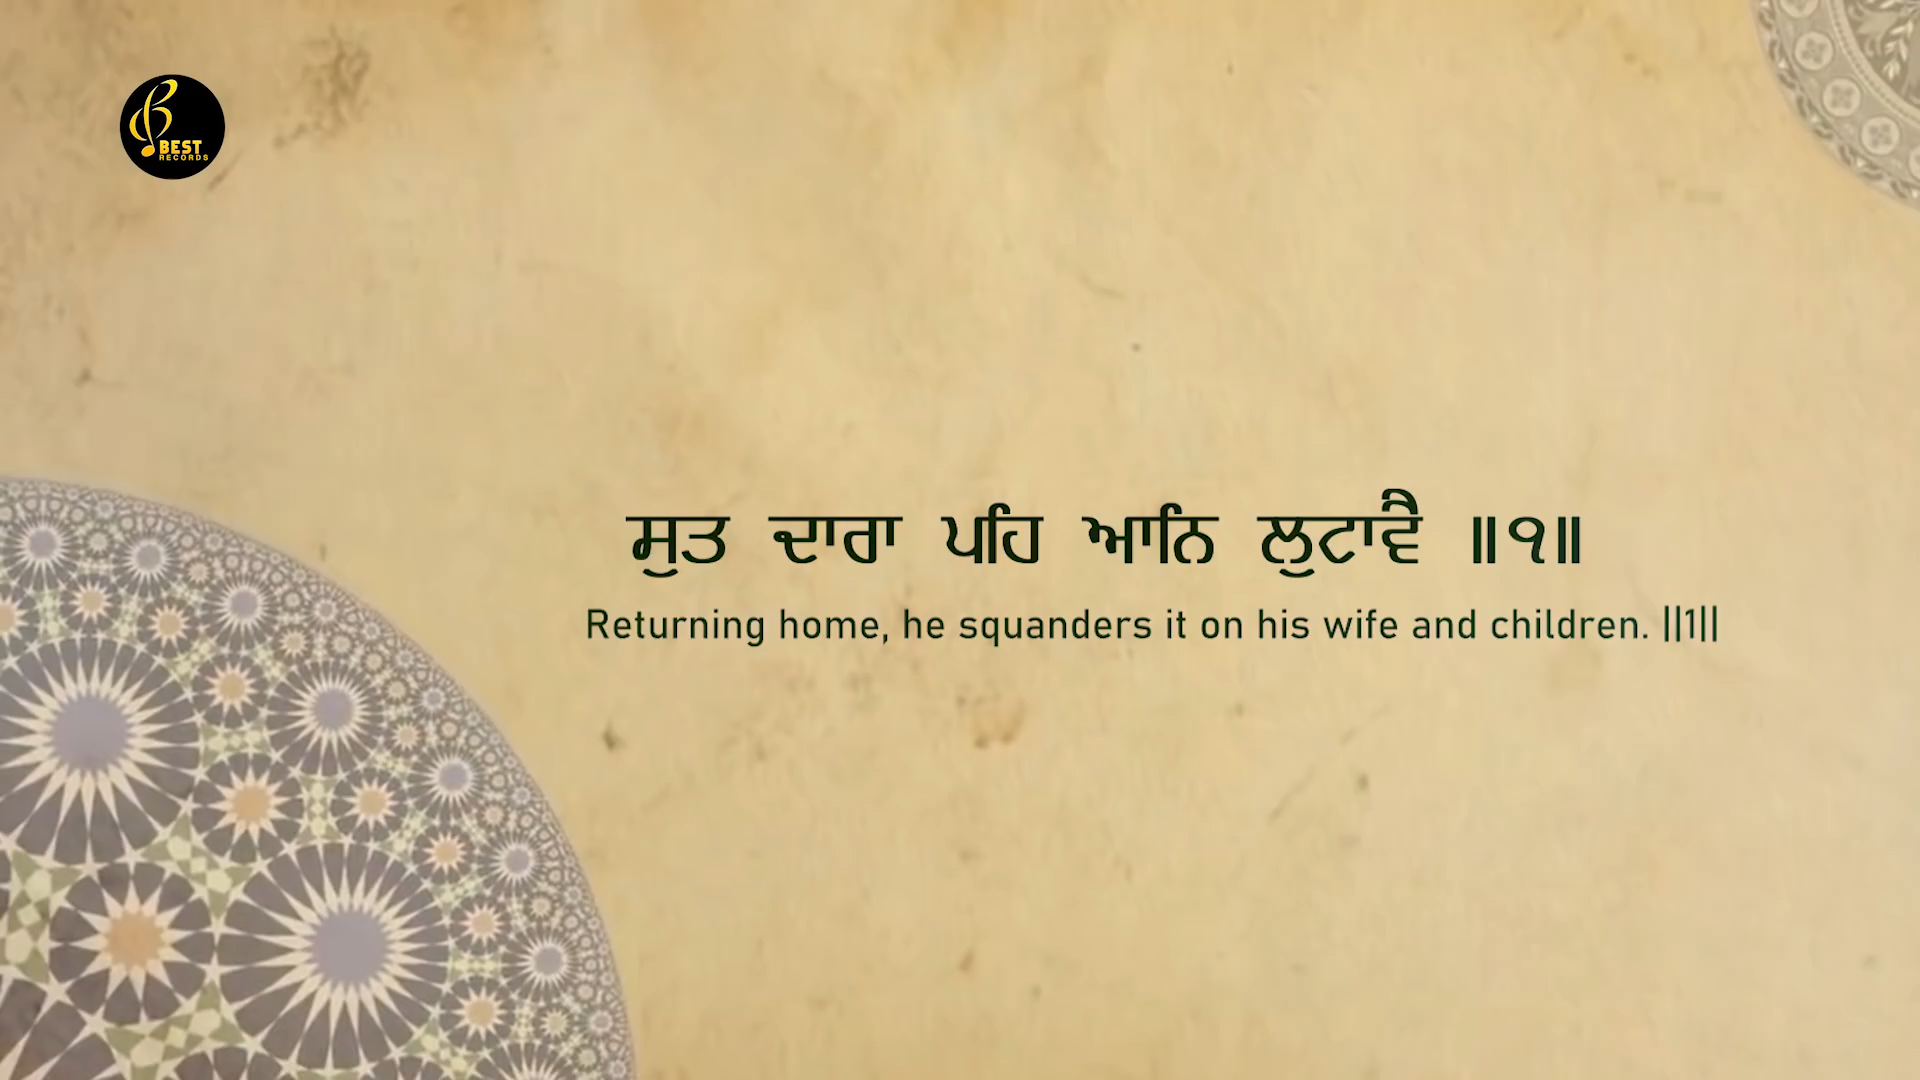 BEST
RECORDS
ਸੁਤ ਦਾਰਾ ਪਹਿ ਆਨਿ ਲੁਟਾਵੈ ॥੧॥
Returning home, he squanders it on his wife and children. ||1||